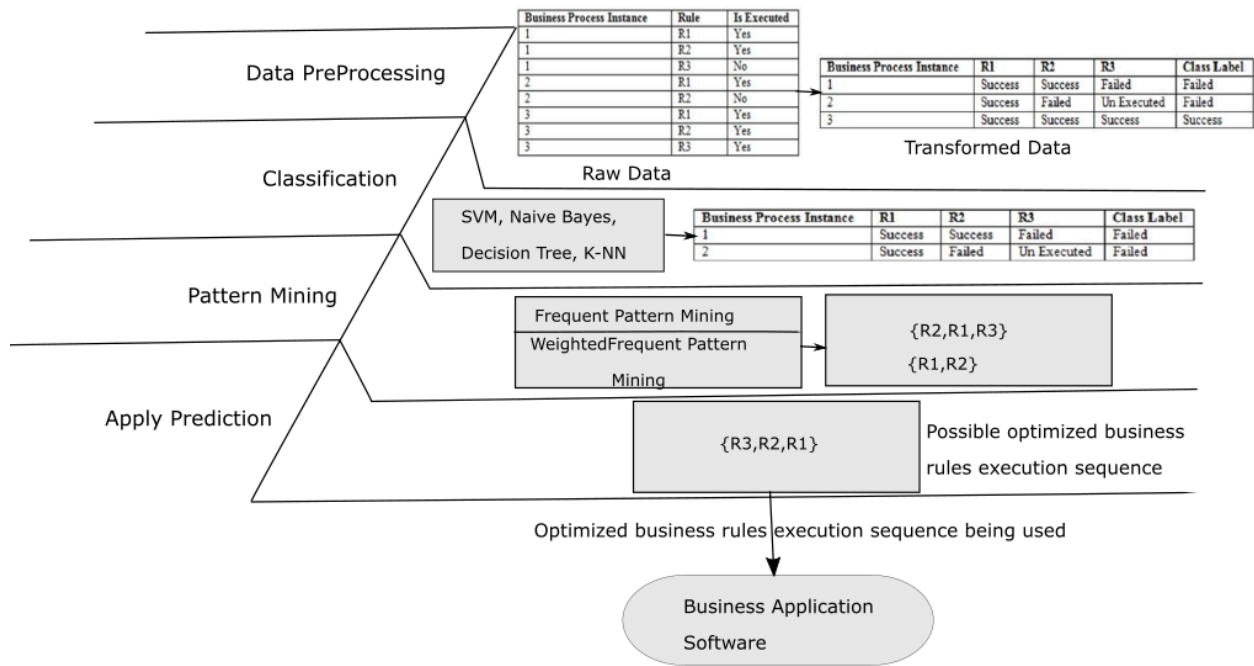 Business Process Instance Rule Is Executed
1 R1 Yes
1 R2 Yes
1 R3 No
2 R1 Yes
2 R2 No
3 R1 Yes
3 R2 Yes
3 R3 Yes
Raw Data
Data PreProcessing
Business Process Instance R1 R2 R3 Class Label
1 Success Success Failed Failed
2 Success Failed Un Executed Failed
3 Success Success Success Success
Transformed Data
Classification
SVM, Naive Bayes,
Decision Tree, K-NN
Business Process Instance R1 R2 R3 Class Label
1 Success Success Failed Failed
2 Success Failed Un Executed Failed
Pattern Mining
Frequent Pattern Mining
WeightedFrequent Pattern
Mining
{R2,R1,R3}
{R1,R2}
Apply Prediction
{R3,R2,R1}
Possible optimized business
rules execution sequence
Optimized business rules execution sequence being used
Business Application
Software